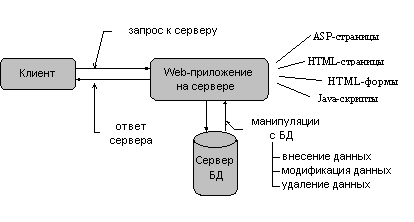 запрос к серверу
ASP-страницы
HTML-страницы
HTML-формы
Java-скрипты
Клиент
Web-приложение
на сервере
ответ
сервера
манипуляции
с БД
внесение данных
модификация данных
удаление данных
Сервер
БД